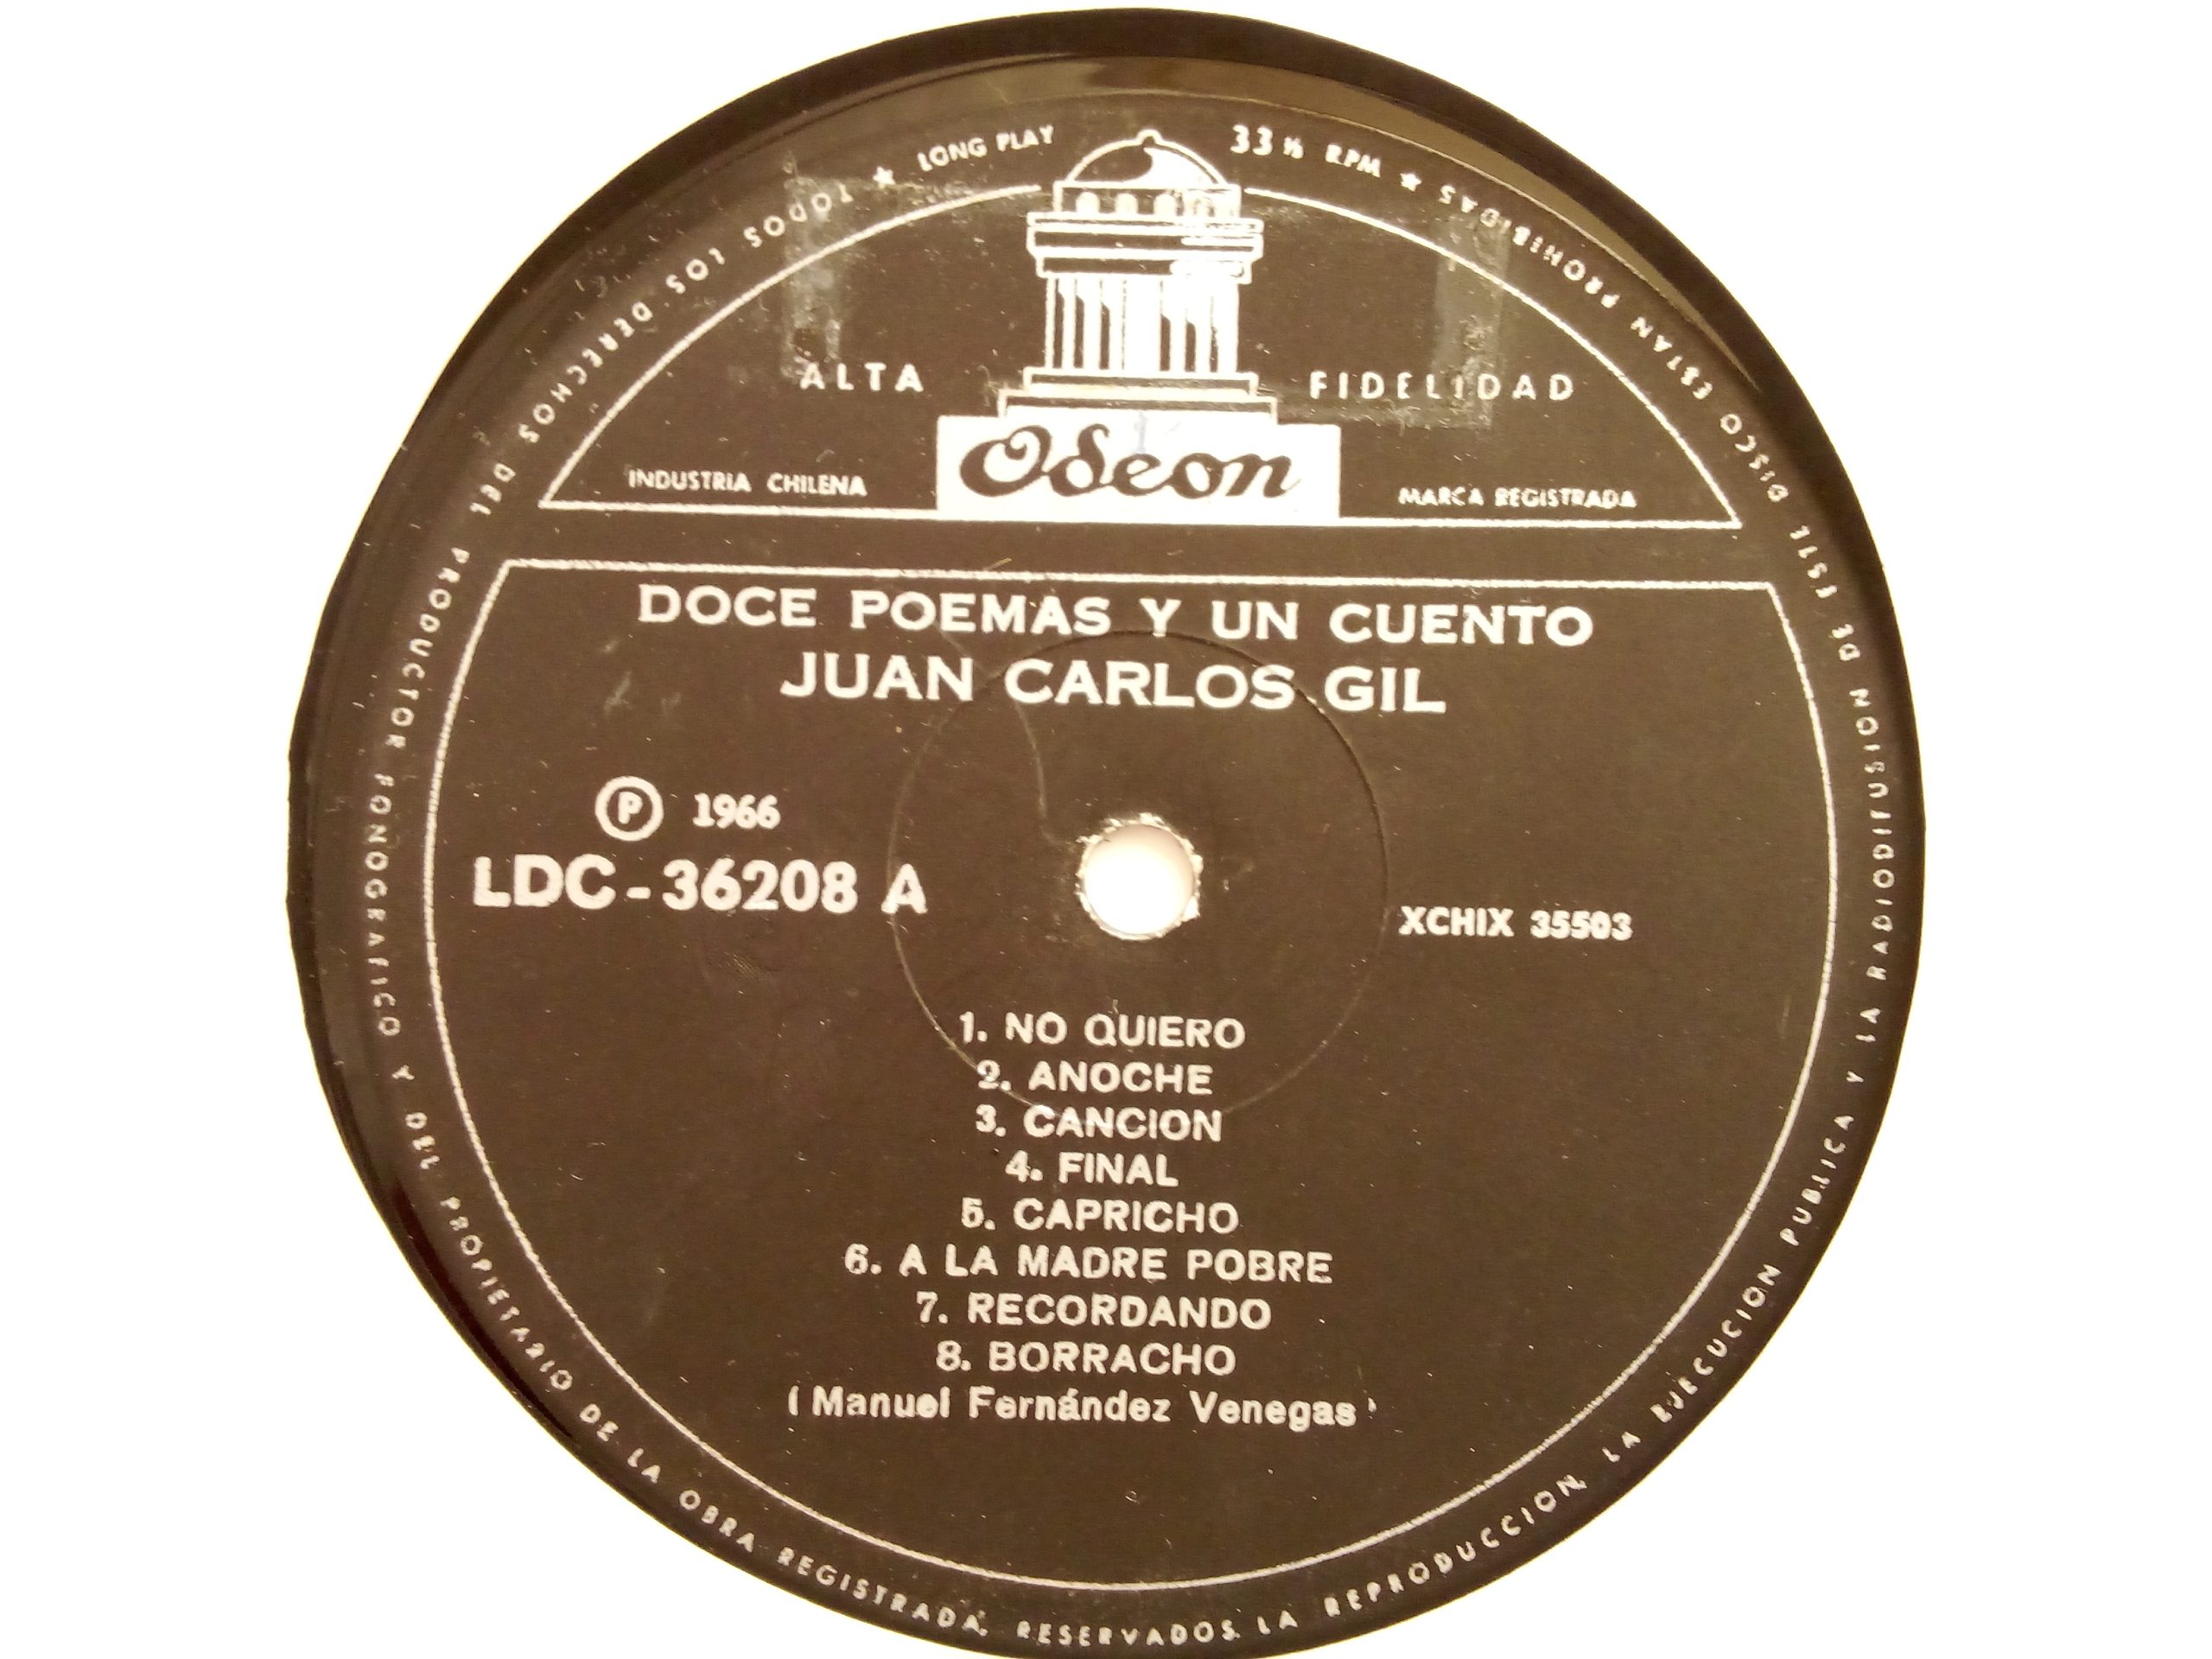 LONG PLAY 33⅓ RPM
TODOS LOS DERECHOS DEL PRODUCTOR FONOGRAFICO Y DEL PROPIETARIO DE LA OBRA REGISTRADA, RESERVADOS. LA REPRODUCCION, LA EJECUCION PUBLICA Y LA RADIODIFUSION DE ESTE DISCO ESTAN PROHIBIDAS
ALTA FIDELIDAD
Odeon
INDUSTRIA CHILENA MARCA REGISTRADA
DOCE POEMAS Y UN CUENTO
JUAN CARLOS GIL
Ⓟ 1966
LDC-36208 A
XCHIX 35503
1. NO QUIERO
2. ANOCHE
3. CANCION
4. FINAL
5. CAPRICHO
6. A LA MADRE POBRE
7. RECORDANDO
8. BORRACHO
(Manuel Fernández Venegas)